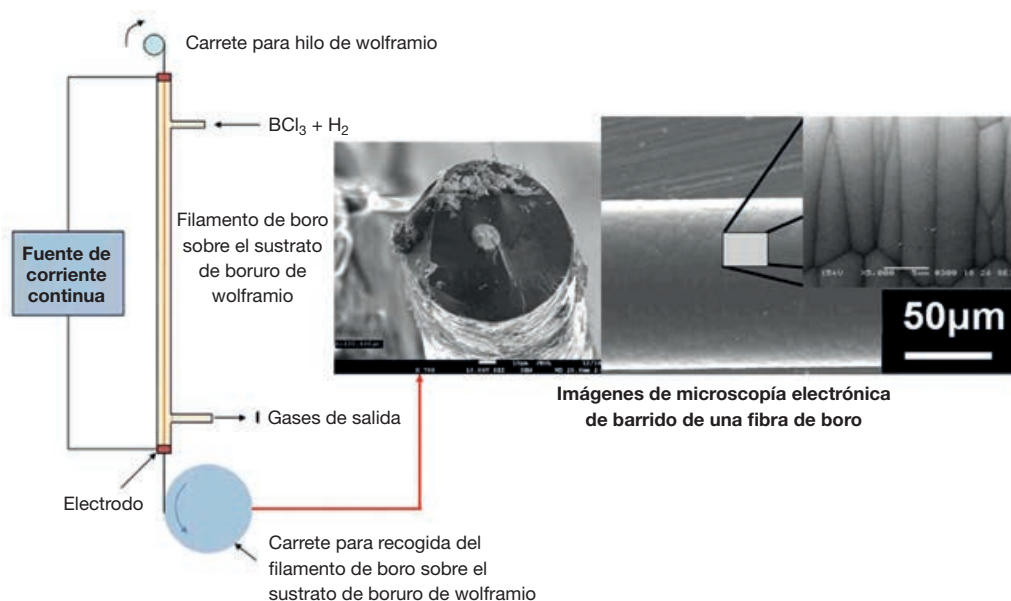 Carrete para hilo de wolframio
BCl₃ + H₂
Filamento de boro
sobre el sustrato
de boruro de
wolframio
Fuente de
corriente
continua
50µm
Imágenes de microscopía electrónica
de barrido de una fibra de boro
Gases de salida
Electrodo
Carrete para recogida del
filamento de boro sobre el
sustrato de boruro de wolframio